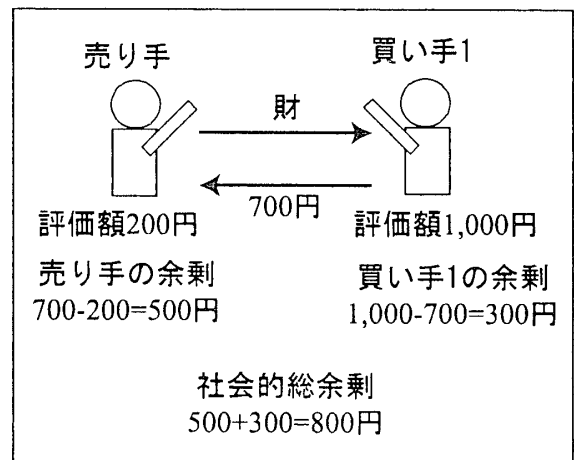 売り手
買い手1
財
700円
評価額200円
評価額1,000円
売り手の余剰
700-200=500円
買い手1の余剰
1,000-700=300円
社会的総余剰
500+300=800円